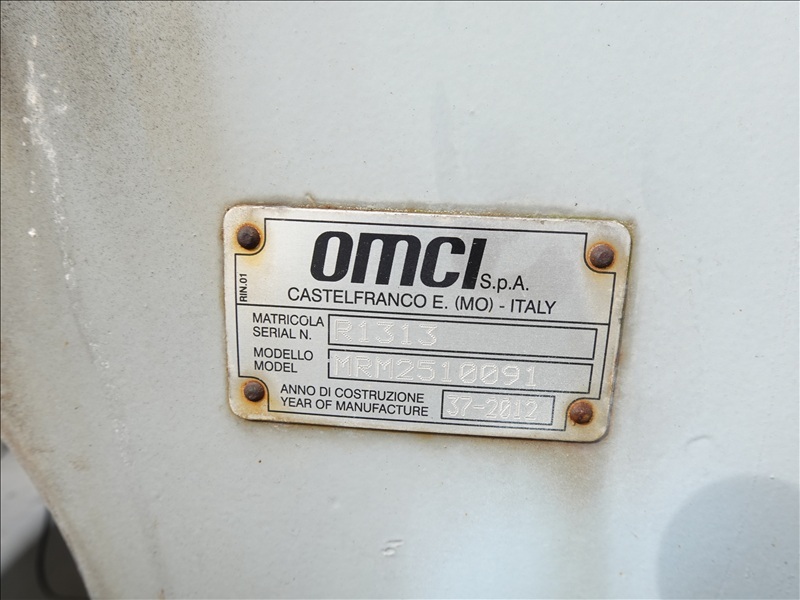 OMCI S.p.A.
CASTELFRANCO E. (MO) - ITALY
RIN.01
MATRICOLA
SERIAL N. R1313
MODELLO
MODEL MRM2510091
ANNO DI COSTRUZIONE
YEAR OF MANUFACTURE 37-2012